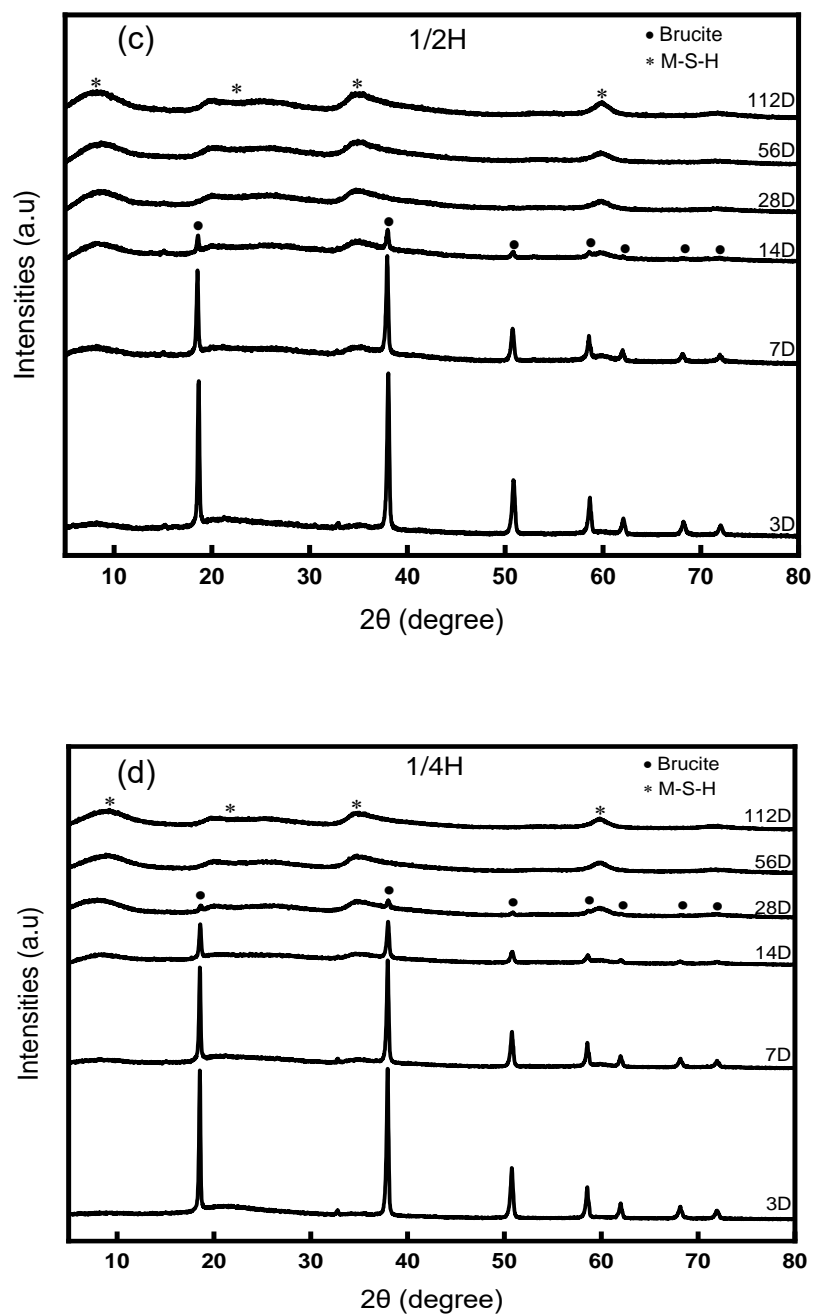 (c)
1/2H
• Brucite
* M-S-H
112D
56D
28D
14D
7D
3D
Intensities (a.u)
10 20 30 40 50 60 70 80
2θ (degree)
(d)
1/4H
• Brucite
* M-S-H
112D
56D
28D
14D
7D
3D
Intensities (a.u)
10 20 30 40 50 60 70 80
2θ (degree)